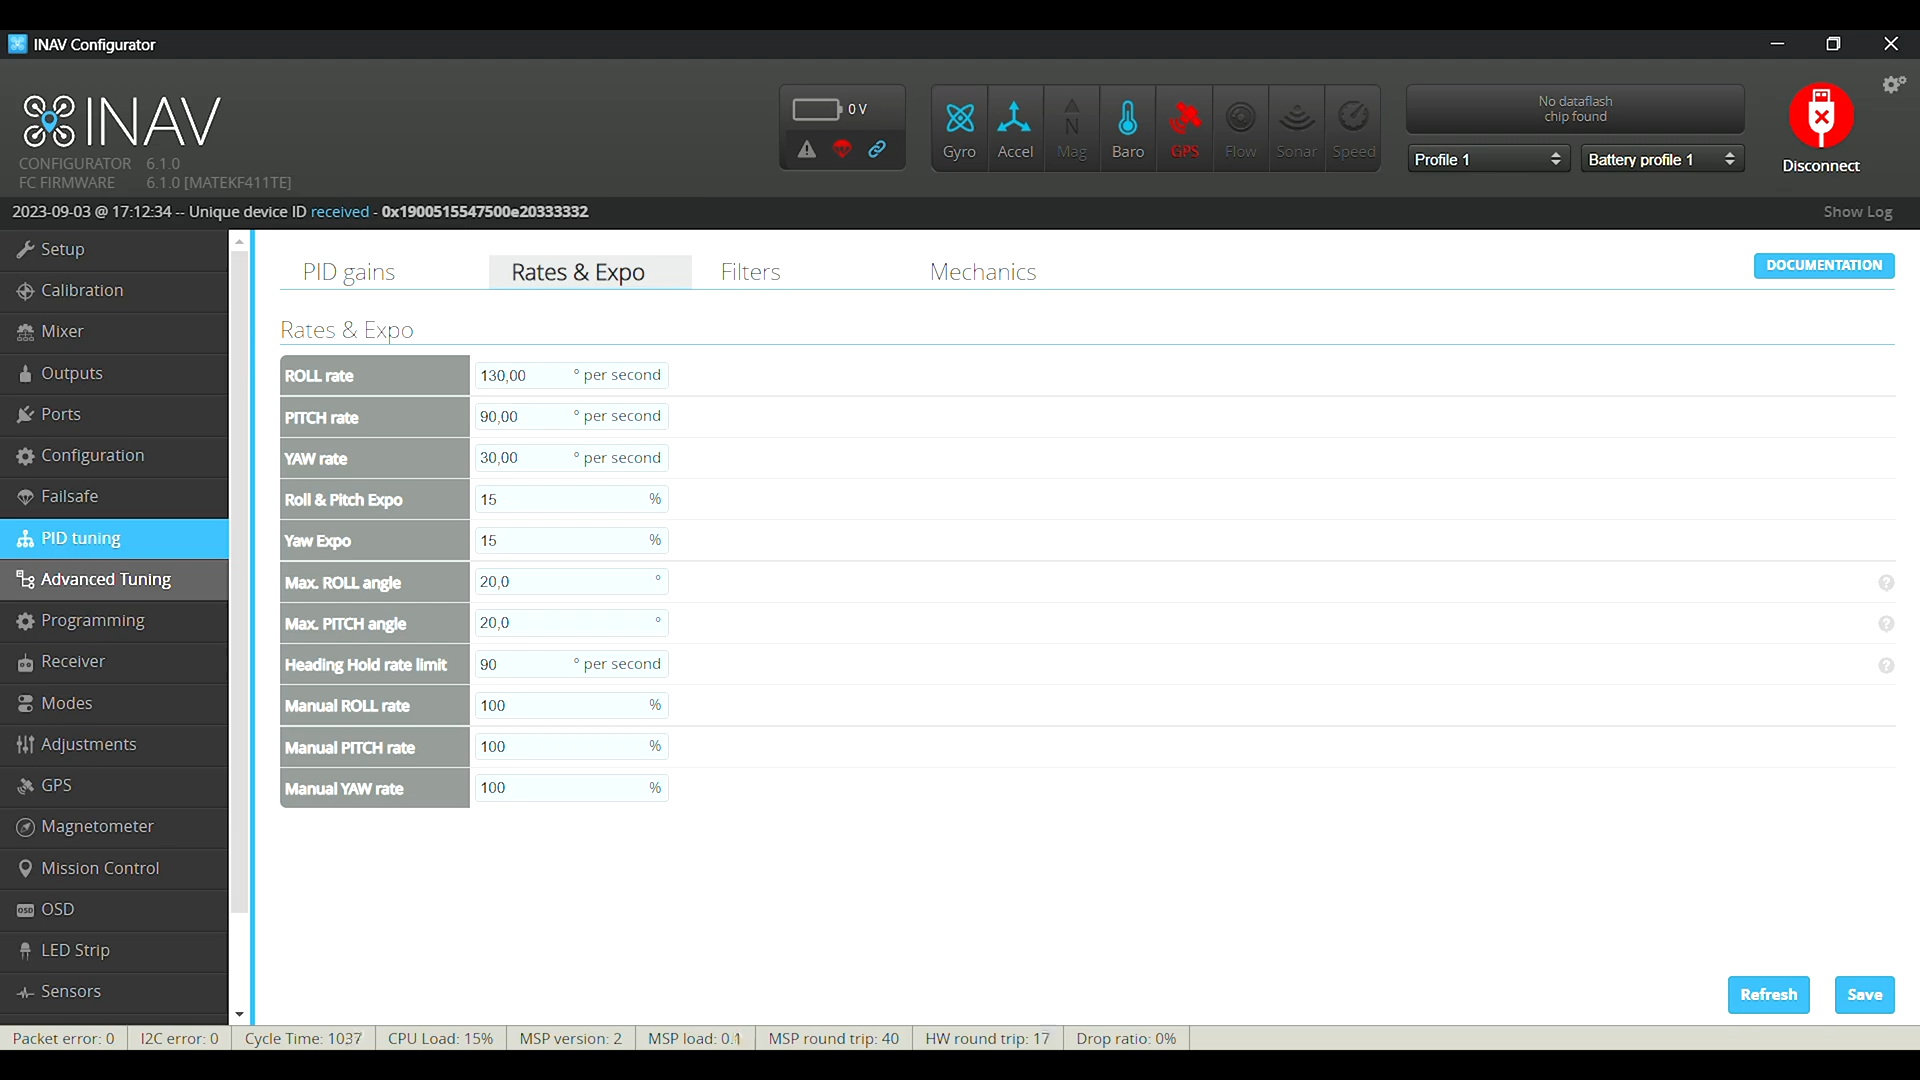 INAV Configurator
INAV
CONFIGURATOR 6.1.0
FC FIRMWARE 6.1.0 [MATEKF411TE]
0 V
Gyro Accel Mag Baro GPS Flow Sonar Speed
N
No dataflash
chip found
Profile 1
Battery profile 1
Disconnect
2023-09-03 @ 17:12:34 -- Unique device ID received - 0x1900515547500e20333332
Show Log
Setup
Calibration
Mixer
Outputs
Ports
Configuration
Failsafe
PID tuning
Advanced Tuning
Programming
Receiver
Modes
Adjustments
GPS
Magnetometer
Mission Control
OSD
LED Strip
Sensors
PID gains Rates & Expo Filters Mechanics
DOCUMENTATION
Rates & Expo
ROLL rate 130,00 ° per second
PITCH rate 90,00 ° per second
YAW rate 30,00 ° per second
Roll & Pitch Expo 15 %
Yaw Expo 15 %
Max. ROLL angle 20,0 ° ?
Max. PITCH angle 20,0 ° ?
Heading Hold rate limit 90 ° per second ?
Manual ROLL rate 100 %
Manual PITCH rate 100 %
Manual YAW rate 100 %
Refresh Save
Packet error: 0 I2C error: 0 Cycle Time: 1037 CPU Load: 15% MSP version: 2 MSP load: 0.1 MSP round trip: 40 HW round trip: 17 Drop ratio: 0%